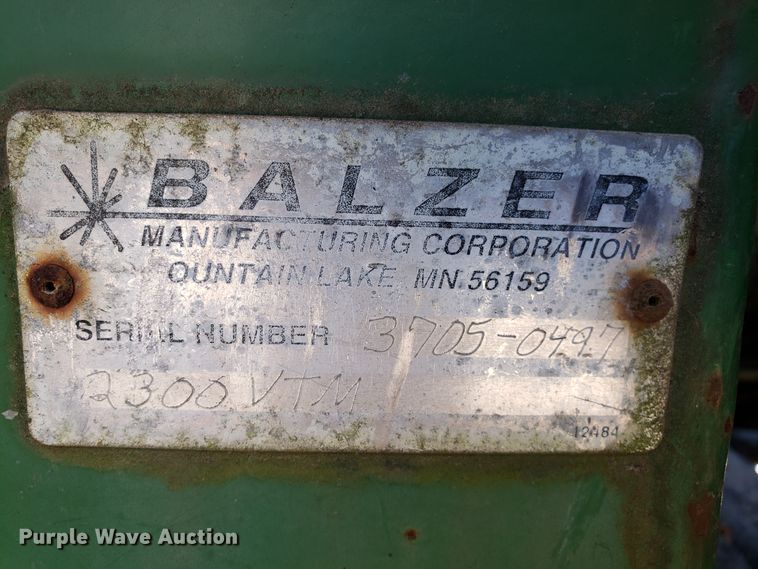 BALZER
MANUFACTURING CORPORATION
OUNTAIN LAKE, MN 56159
SERIAL NUMBER 3705-0497
2300 VTM
12484
Purple Wave Auction